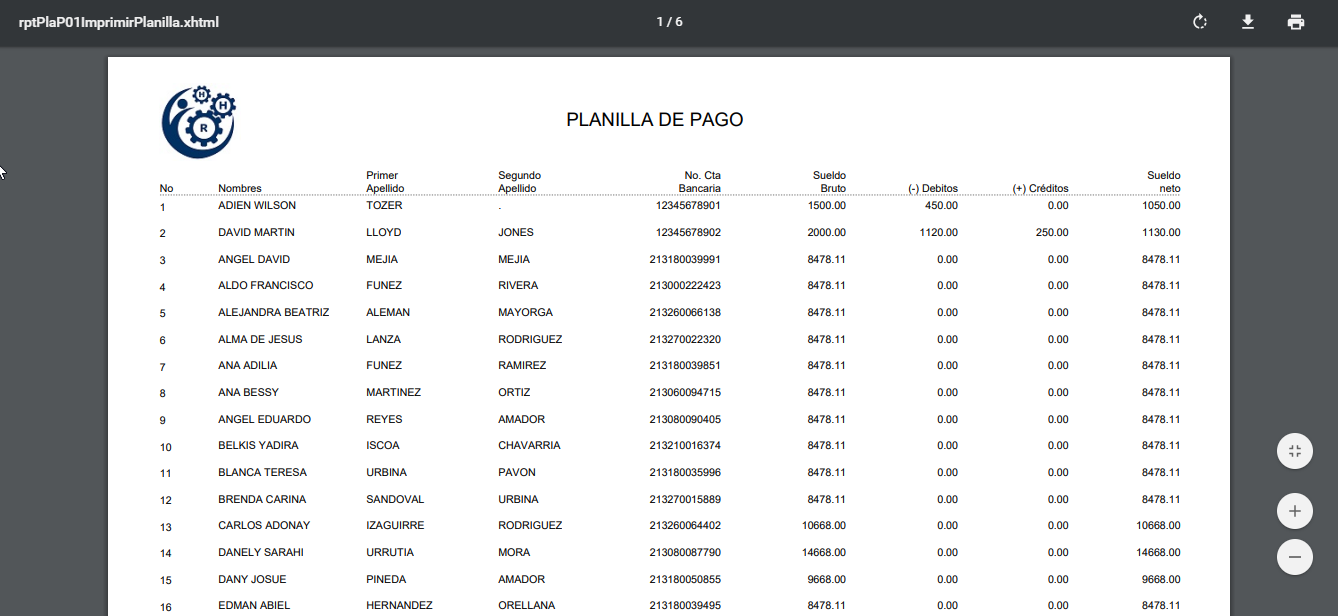 rptPlaP01ImprimirPlanilla.xhtml 1 / 6
H
H
R
PLANILLA DE PAGO
Primer Segundo No. Cta Sueldo Sueldo
No Nombres Apellido Apellido Bancaria Bruto (-) Debitos (+) Créditos neto
1 ADIEN WILSON TOZER . 12345678901 1500.00 450.00 0.00 1050.00
2 DAVID MARTIN LLOYD JONES 12345678902 2000.00 1120.00 250.00 1130.00
3 ANGEL DAVID MEJIA MEJIA 213180039991 8478.11 0.00 0.00 8478.11
4 ALDO FRANCISCO FUNEZ RIVERA 213000222423 8478.11 0.00 0.00 8478.11
5 ALEJANDRA BEATRIZ ALEMAN MAYORGA 213260066138 8478.11 0.00 0.00 8478.11
6 ALMA DE JESUS LANZA RODRIGUEZ 213270022320 8478.11 0.00 0.00 8478.11
7 ANA ADILIA FUNEZ RAMIREZ 213180039851 8478.11 0.00 0.00 8478.11
8 ANA BESSY MARTINEZ ORTIZ 213060094715 8478.11 0.00 0.00 8478.11
9 ANGEL EDUARDO REYES AMADOR 213080090405 8478.11 0.00 0.00 8478.11
10 BELKIS YADIRA ISCOA CHAVARRIA 213210016374 8478.11 0.00 0.00 8478.11
11 BLANCA TERESA URBINA PAVON 213180035996 8478.11 0.00 0.00 8478.11
12 BRENDA CARINA SANDOVAL URBINA 213270015889 8478.11 0.00 0.00 8478.11
13 CARLOS ADONAY IZAGUIRRE RODRIGUEZ 213260064402 10668.00 0.00 0.00 10668.00
14 DANELY SARAHI URRUTIA MORA 213080087790 14668.00 0.00 0.00 14668.00
15 DANY JOSUE PINEDA AMADOR 213180050855 9668.00 0.00 0.00 9668.00
16 EDMAN ABIEL HERNANDEZ ORELLANA 213180039495 8478.11 0.00 0.00 8478.11